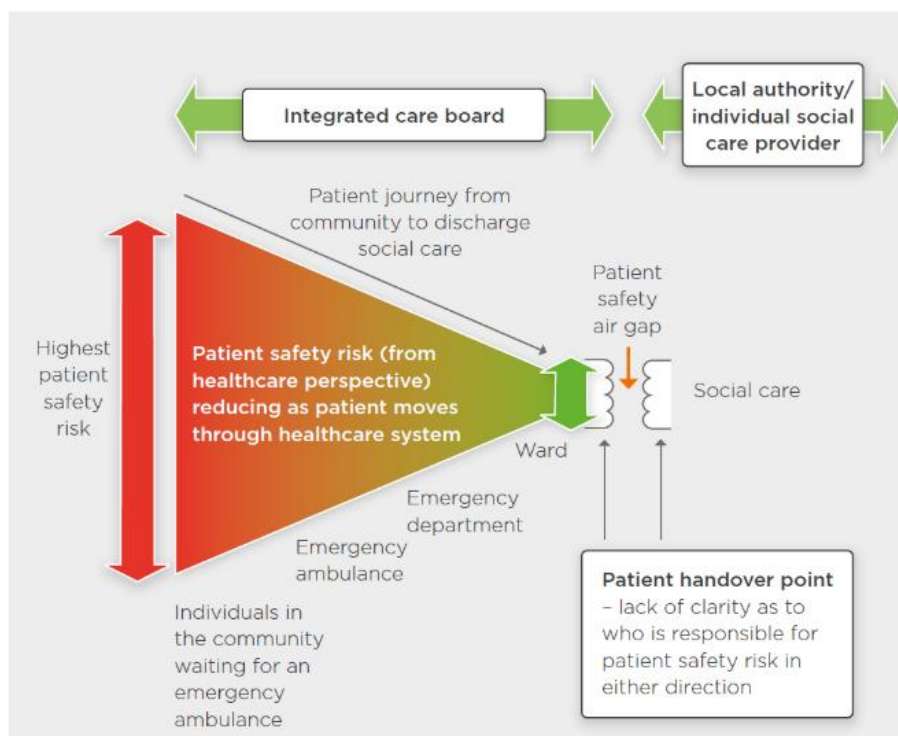 Integrated care board
Local authority/
individual social
care provider
Patient journey from
community to discharge
social care
Patient
safety
air gap
Highest
patient
safety
risk
Patient safety risk (from
healthcare perspective)
reducing as patient moves
through healthcare system
Social care
Ward
Emergency
department
Emergency
ambulance
Individuals in
the community
waiting for an
emergency
ambulance
Patient handover point
– lack of clarity as to
who is responsible for
patient safety risk in
either direction